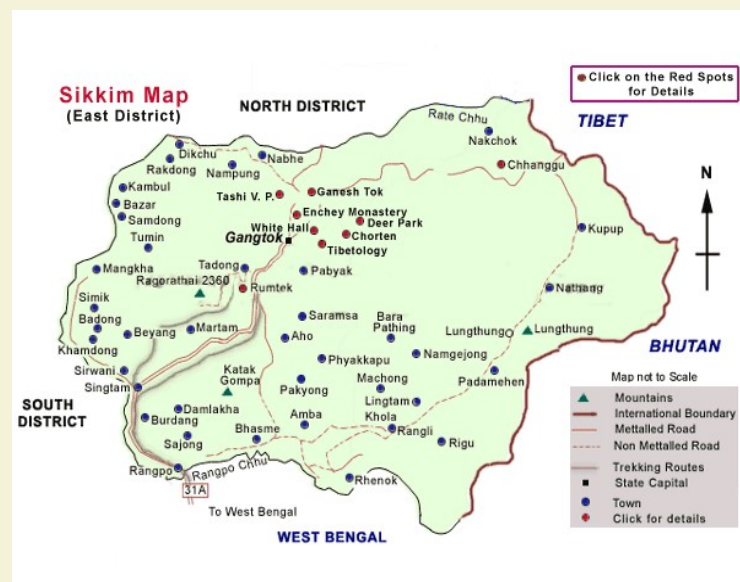 Sikkim Map
(East District)
NORTH DISTRICT
Click on the Red Spots
for Details
TIBET
Rate Chhu
Nakchok
Chhanggu
Dikchu
Rakdong
Nabhe
Nampung
Kambul
Bazar
Samdong
Tashi V. P.
Ganesh Tok
Enchey Monastery
Deer Park
White Hall
Chorten
Gangtok
Tibetology
Tumin
Kupup
N
Mangkha
Tadong
Pabyak
Ragorathai 2360
Rumtek
Nathang
Simik
Badong
Khamdong
Beyang
Martam
Saramsa
Aho
Bara
Pathing
Lungthung
Lungthung
BHUTAN
Sirwani
Singtam
Phyakkapu
Namgejong
Katak
Gompa
Pakyong
Machong
Padamehen
SOUTH
DISTRICT
Damlakha
Burdang
Lingtam
Amba
Khola
Rangli
Sajong
Bhasme
Rigu
Rangpo
Rangpo Chhu
Rhenok
31A
To West Bengal
WEST BENGAL
Map not to Scale
Mountains
International Boundary
Mettalled Road
Non Mettalled Road
Trekking Routes
State Capital
Town
Click for details